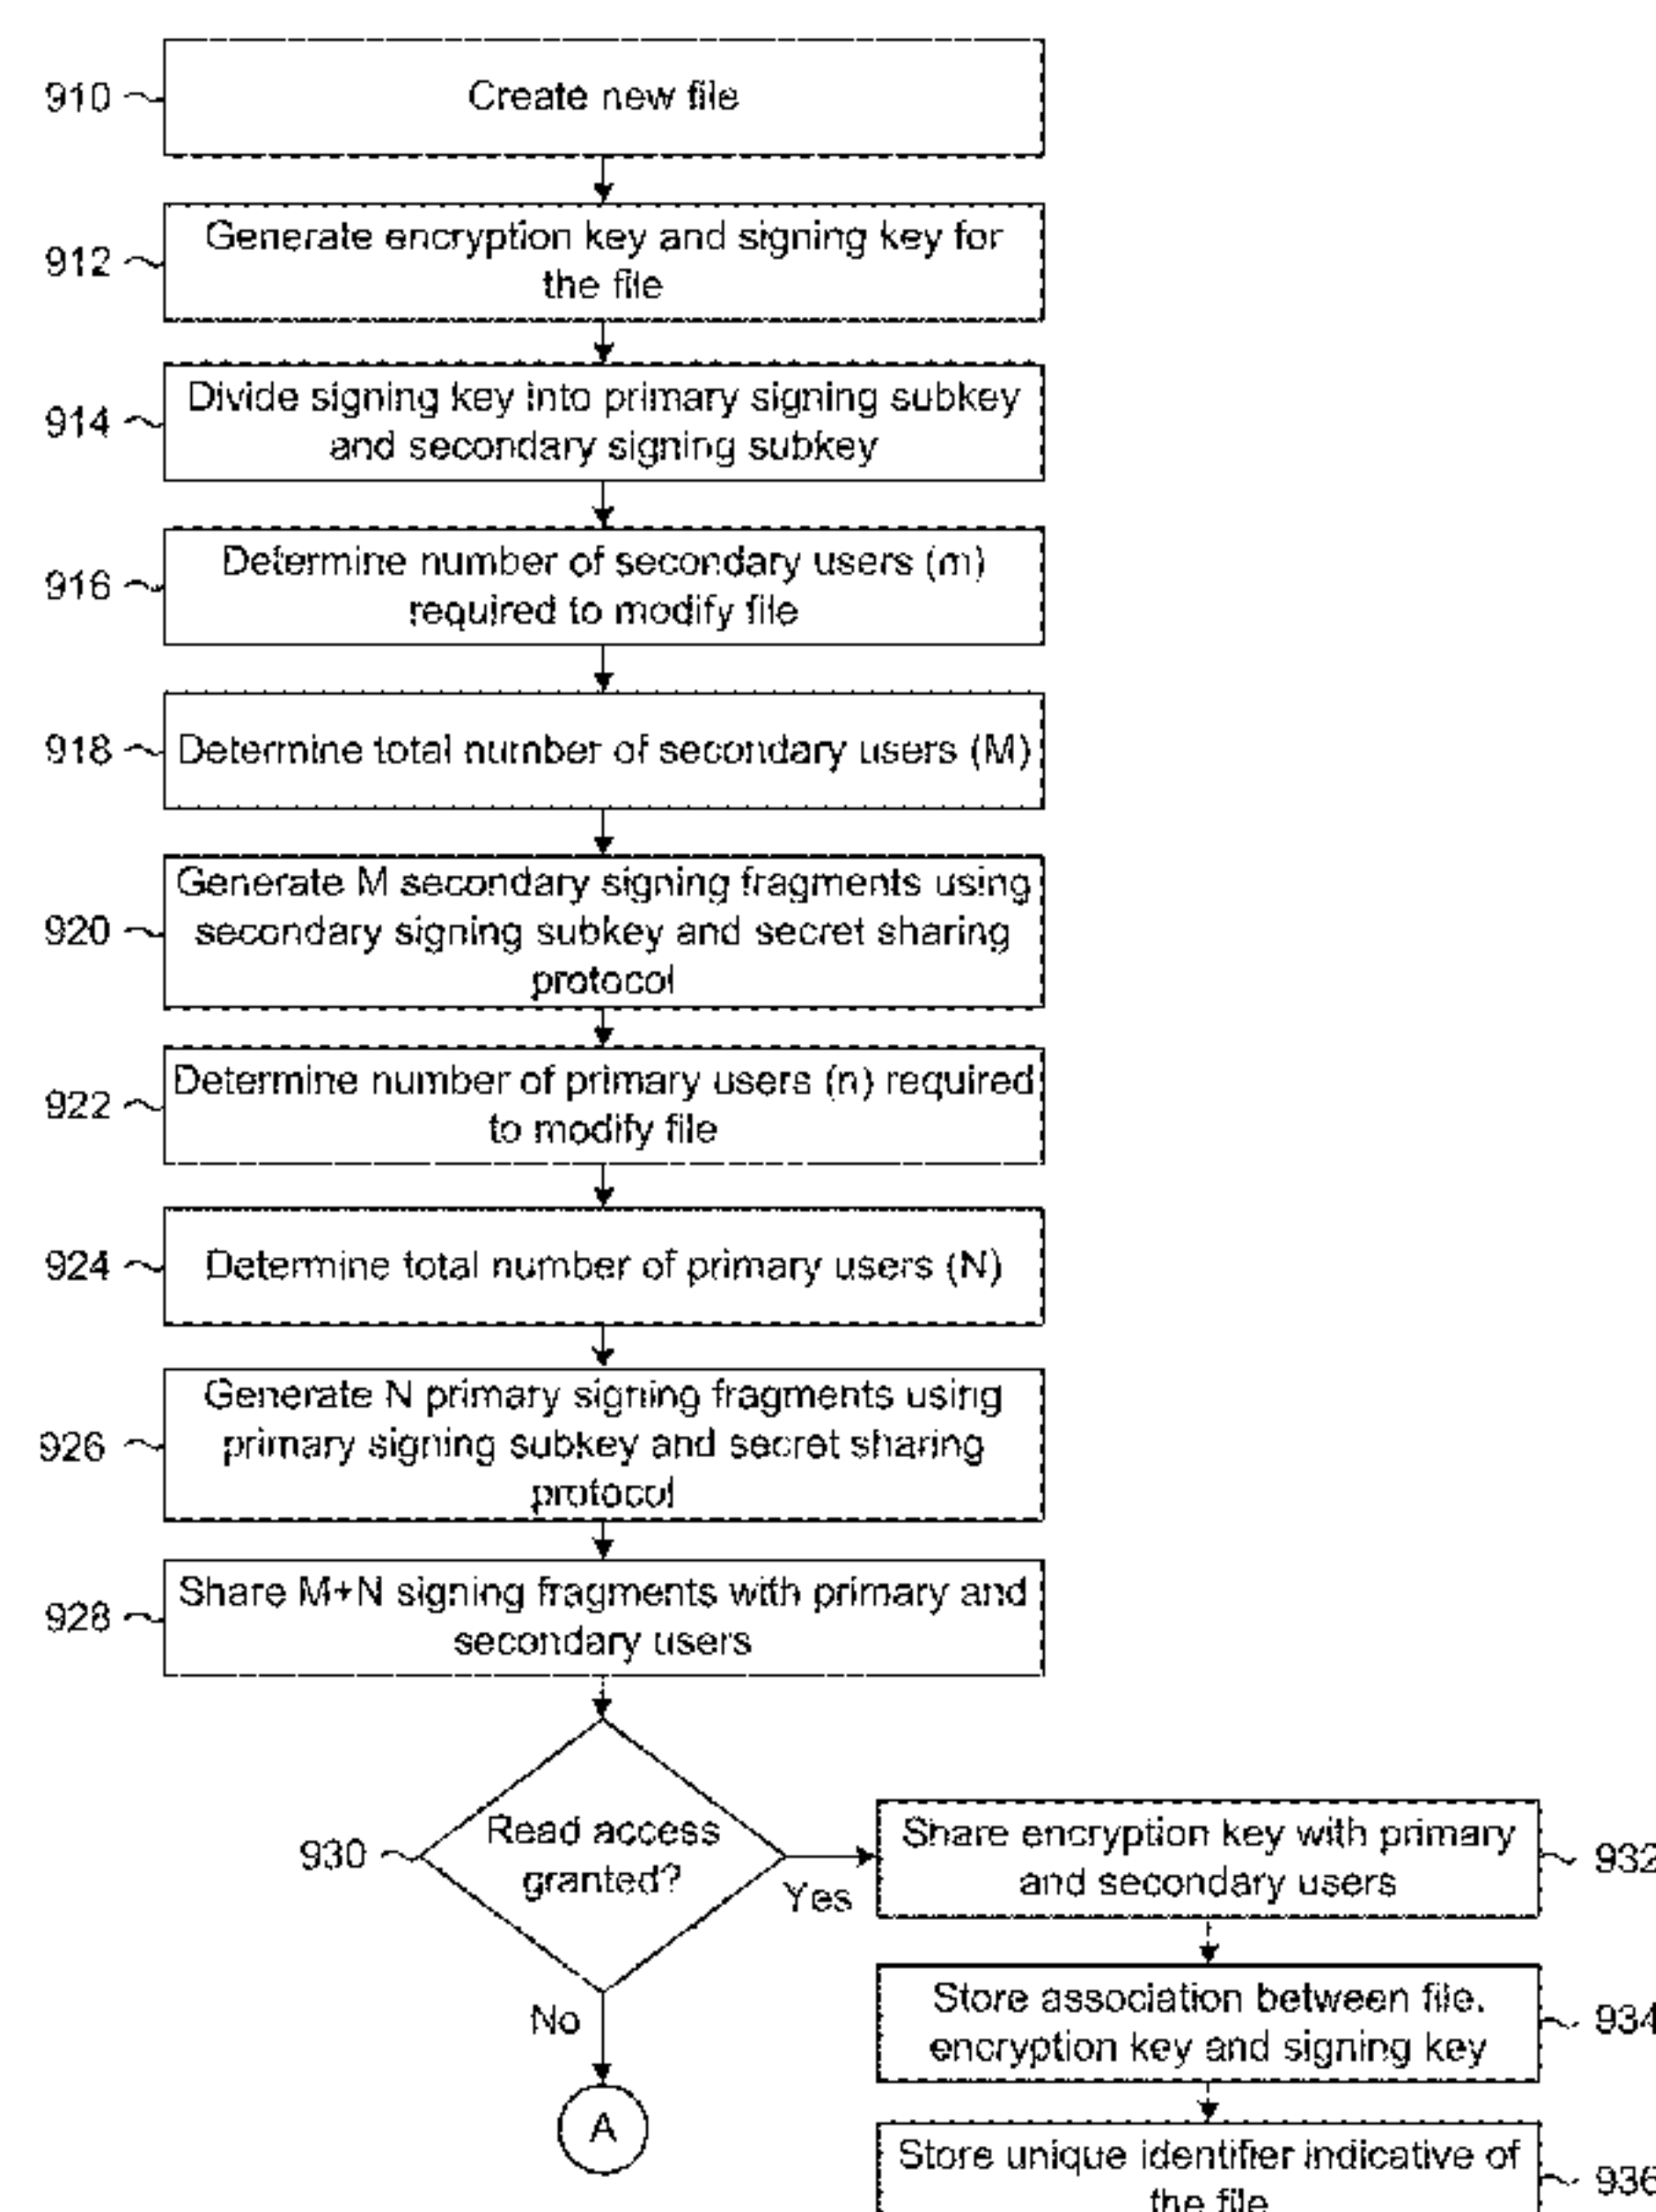 910
Create new file
912
Generate encryption key and signing key for
the file
914
Divide signing key into primary signing subkey
and secondary signing subkey
916
Determine number of secondary users (m)
required to modify file
918
Determine total number of secondary users (M)
920
Generate M secondary signing fragments using
secondary signing subkey and secret sharing
protocol
922
Determine number of primary users (n) required
to modify file
924
Determine total number of primary users (N)
926
Generate N primary signing fragments using
primary signing subkey and secret sharing
protocol
928
Share M+N signing fragments with primary and
secondary users
930
Read access
granted?
Yes
No
A
Share encryption key with primary
and secondary users
932
Store association between file,
encryption key and signing key
934
Store unique identifier indicative of
the file
936